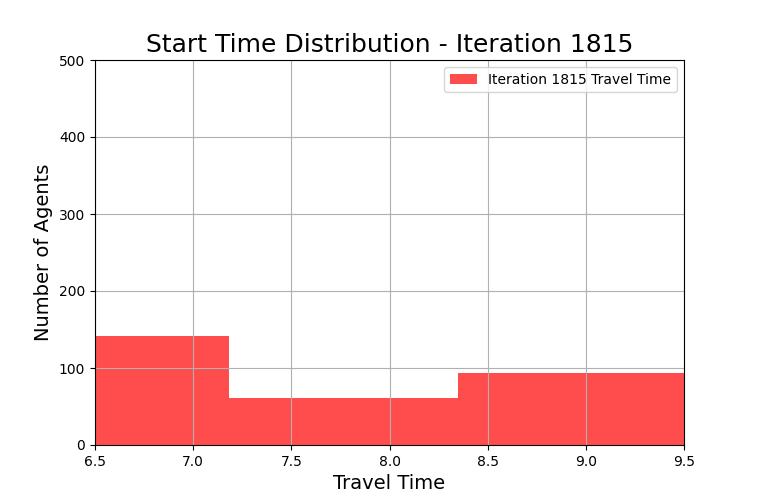 Start Time Distribution - Iteration 1815
Iteration 1815 Travel Time
Number of Agents
500
400
300
200
100
0
6.5 7.0 7.5 8.0 8.5 9.0 9.5
Travel Time